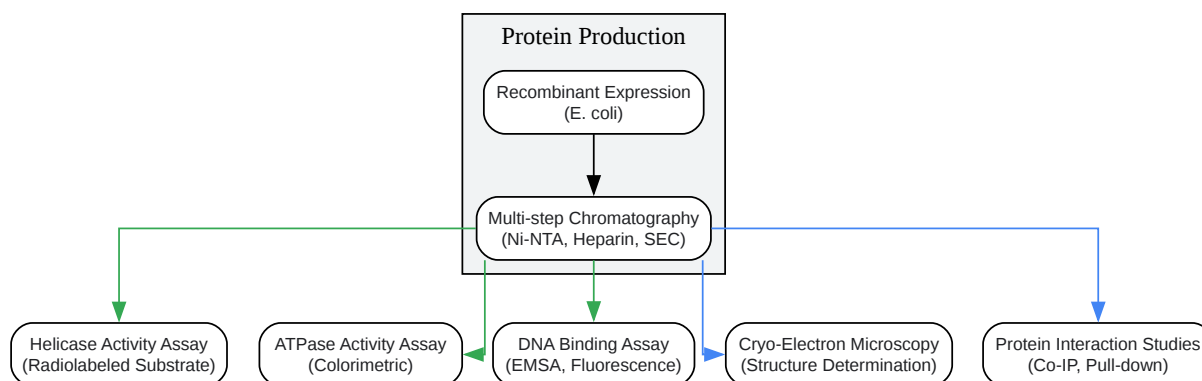 Protein Production
Recombinant Expression
(E. coli)
Multi-step Chromatography
(Ni-NTA, Heparin, SEC)
Helicase Activity Assay
(Radiolabeled Substrate)
ATPase Activity Assay
(Colorimetric)
DNA Binding Assay
(EMSA, Fluorescence)
Cryo-Electron Microscopy
(Structure Determination)
Protein Interaction Studies
(Co-IP, Pull-down)